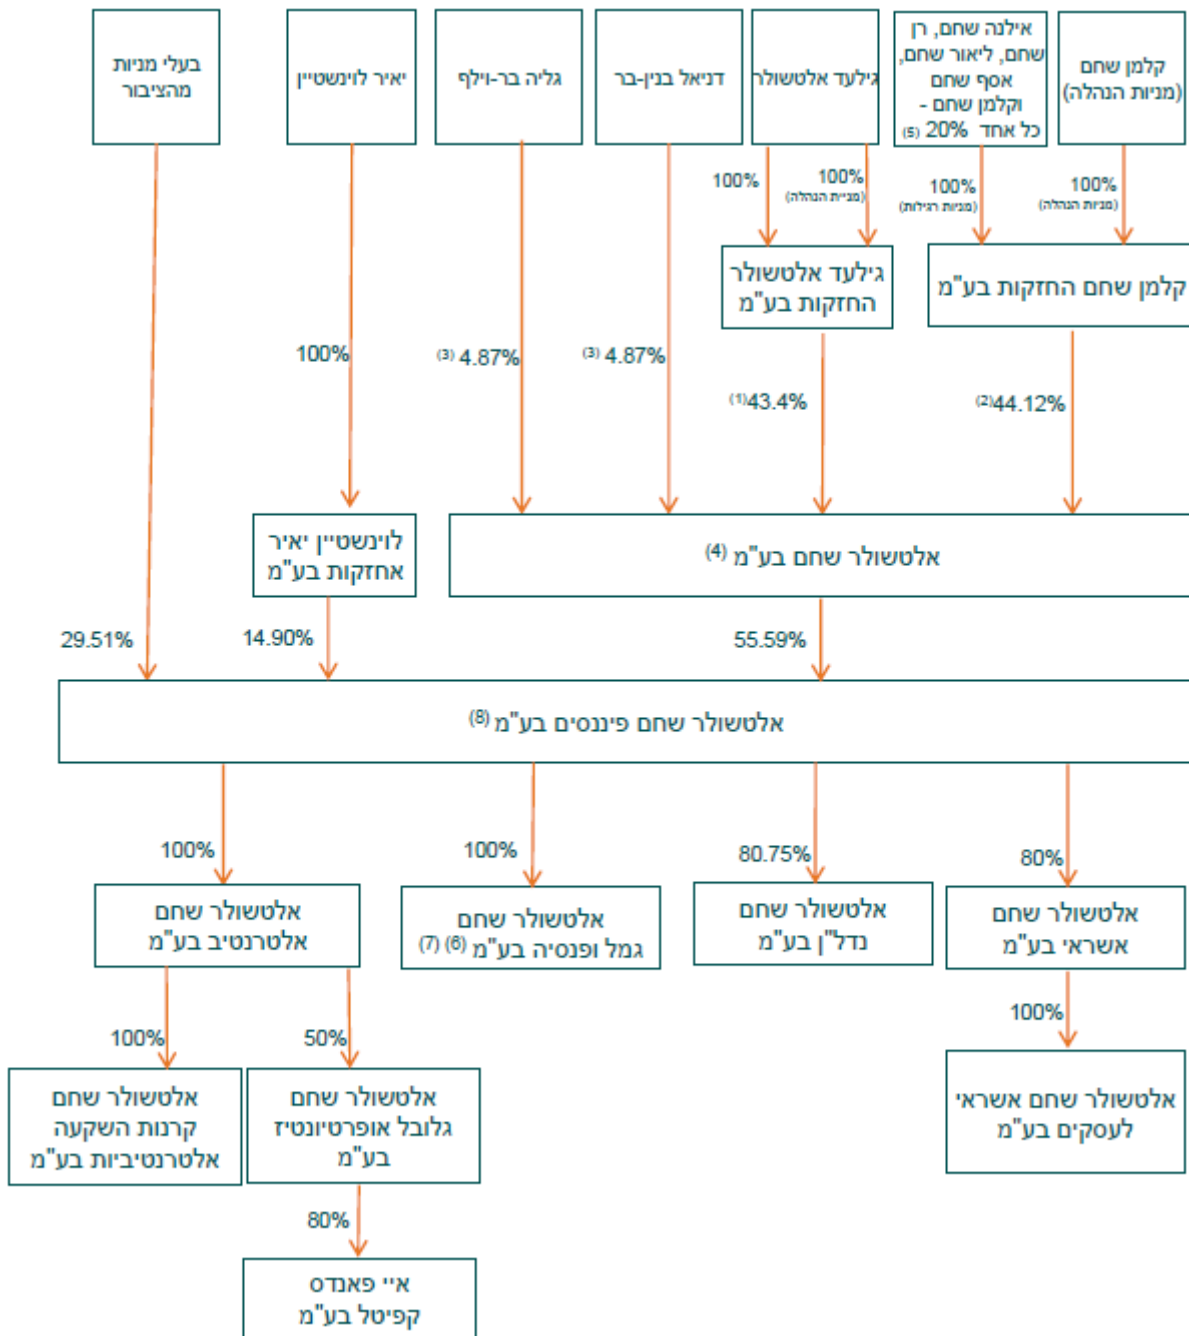 קלמן שחם
(מניות הנהלה)
אילנה שחם, רן
שחם, ליאור שחם,
אסף שחם
וקלמן שחם -
כל אחד 20% (5)
גילעד אלטשולר
דניאל בנין-בר
גליה בר-וילף
יאיר לוינשטיין
בעלי מניות
מהציבור
100%
(מניות הנהלה)
100%
(מניות רגילות)
100%
(מניית הנהלה)
100%
קלמן שחם החזקות בע"מ
גילעד אלטשולר
החזקות בע"מ
(2)44.12%
(1)43.4%
(3) 4.87%
(3) 4.87%
100%
אלטשולר שחם בע"מ (4)
לוינשטיין יאיר
אחזקות בע"מ
55.59%
14.90%
29.51%
אלטשולר שחם פיננסים בע"מ (8)
80%
80.75%
100%
100%
אלטשולר שחם
אשראי בע"מ
אלטשולר שחם
נדל"ן בע"מ
אלטשולר שחם
גמל ופנסיה בע"מ (6) (7)
אלטשולר שחם
אלטרנטיב בע"מ
100%
50%
100%
אלטשולר שחם אשראי
לעסקים בע"מ
אלטשולר שחם
גלובל אופרטיונטיז
בע"מ
אלטשולר שחם
קרנות השקעה
אלטרנטיביות בע"מ
80%
איי פאנדס
קפיטל בע"מ